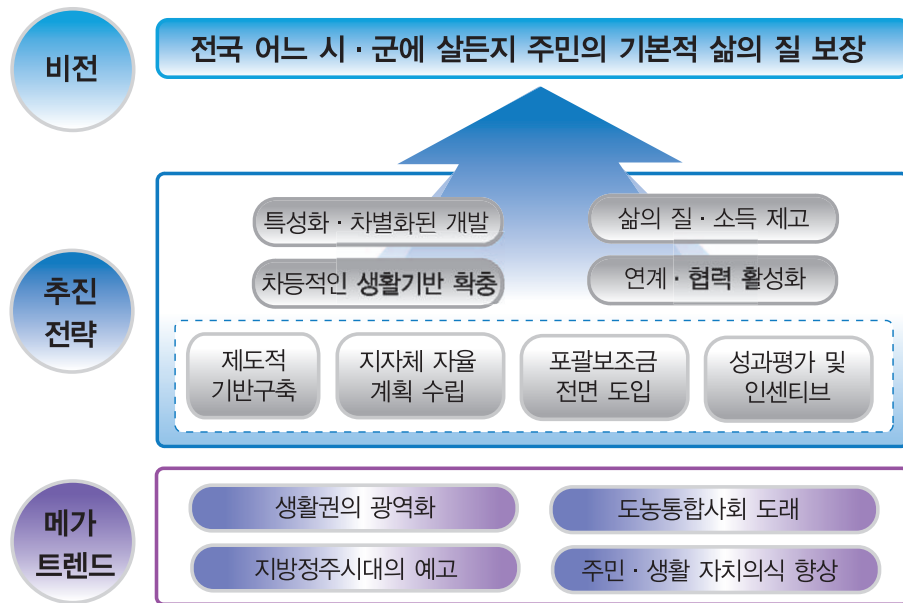 비전
전국 어느 시·군에 살든지 주민의 기본적 삶의 질 보장
추진
전략
특성화·차별화된 개발
삶의 질·소득 제고
차등적인 생활기반 확충
연계·협력 활성화
제도적
기반구축
지자체 자율
계획 수립
포괄보조금
전면 도입
성과평가 및
인센티브
메가
트렌드
생활권의 광역화
도농통합사회 도래
지방정주시대의 예고
주민·생활 자치의식 향상